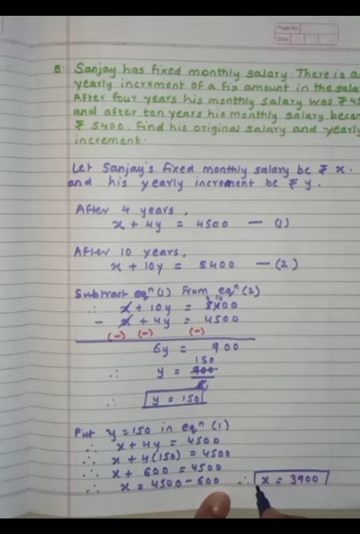 Page No.
Date
8. Sanjay has fixed monthly salary. There is a
yearly increment of a fix amount in the
After four years his monthly salary was ₹
and after ten years his monthly salary
₹ 5400. Find his original salary and yearly
increment.
Let Sanjay's fixed monthly salary be ₹ x.
and his yearly increment be ₹ y.
After 4 years,
x + 4y = 4500 — (1)
After 10 years,
x + 10y = 5400 — (2)
Subtract eqⁿ (1) from eqⁿ (2)
∴ x + 10y = 5400
- x + 4y = 4500
(-) (-) (-)
6y = 900
150
∴ y = 900
6
∴ y = 150
Put y = 150 in eqⁿ (1)
∴ x + 4y = 4500
∴ x + 4(150) = 4500
∴ x + 600 = 4500
∴ x = 4500 - 600 ∴ x = 3900